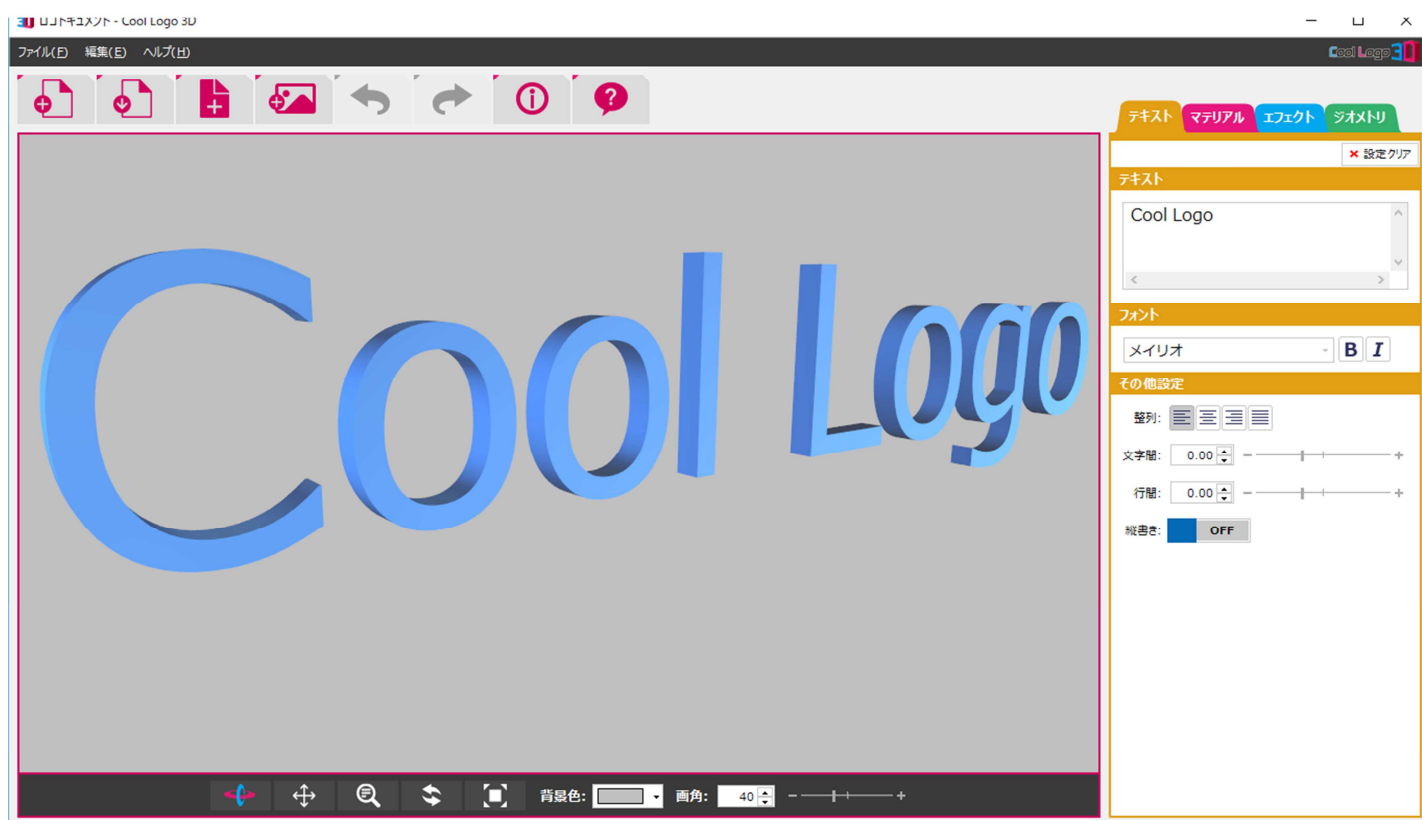 ロゴドキュメント - Cool Logo 3D
ファイル(F) 編集(E) ヘルプ(H)
Cool Logo 3D
テキスト マテリアル エフェクト ジオメトリ
設定クリア
テキスト
Cool Logo
フォント
メイリオ B I
その他設定
整列:
文字間: 0.00 - +
行間: 0.00 - +
縦書き: OFF
Cool Logo
背景色: 画角: 40 - +